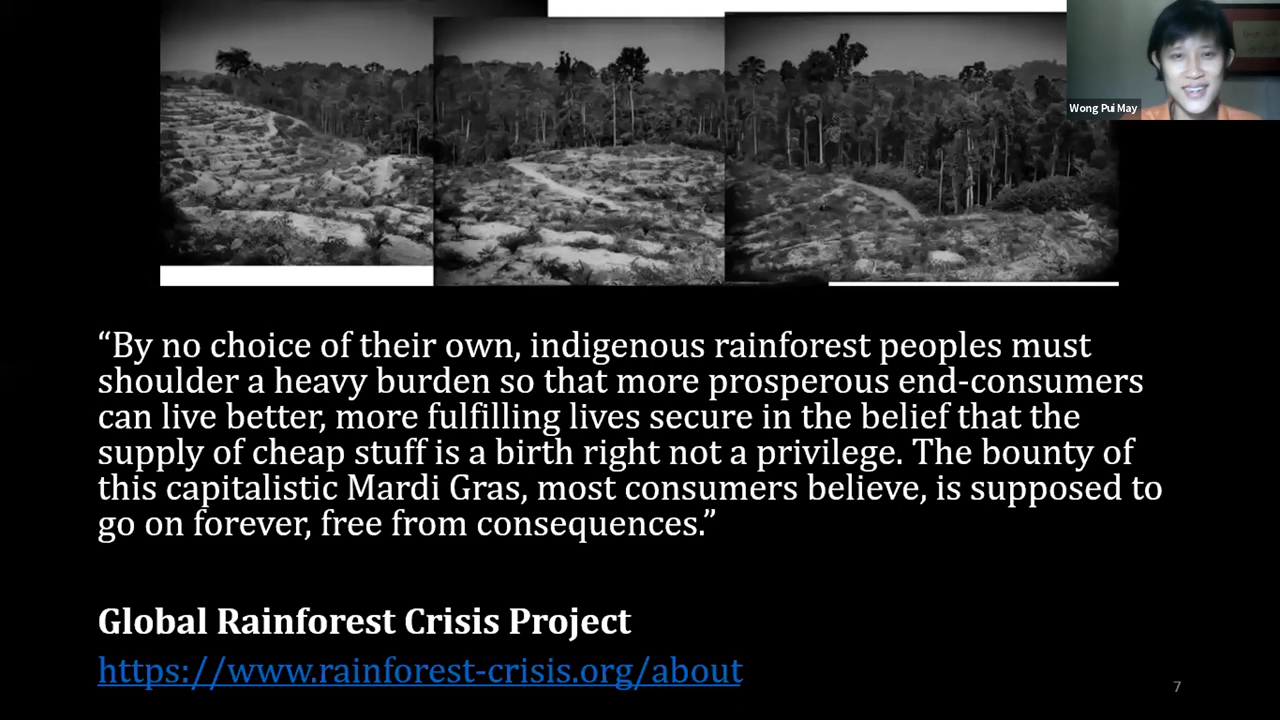 Wong Pui May
“By no choice of their own, indigenous rainforest peoples must
shoulder a heavy burden so that more prosperous end-consumers
can live better, more fulfilling lives secure in the belief that the
supply of cheap stuff is a birth right not a privilege. The bounty of
this capitalistic Mardi Gras, most consumers believe, is supposed to
go on forever, free from consequences.”
Global Rainforest Crisis Project
https://www.rainforest-crisis.org/about
7